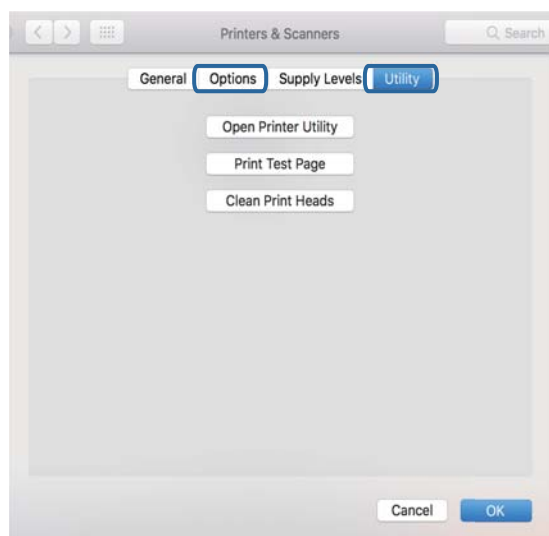 Printers & Scanners Search
General Options Supply Levels Utility
Open Printer Utility
Print Test Page
Clean Print Heads
Cancel OK